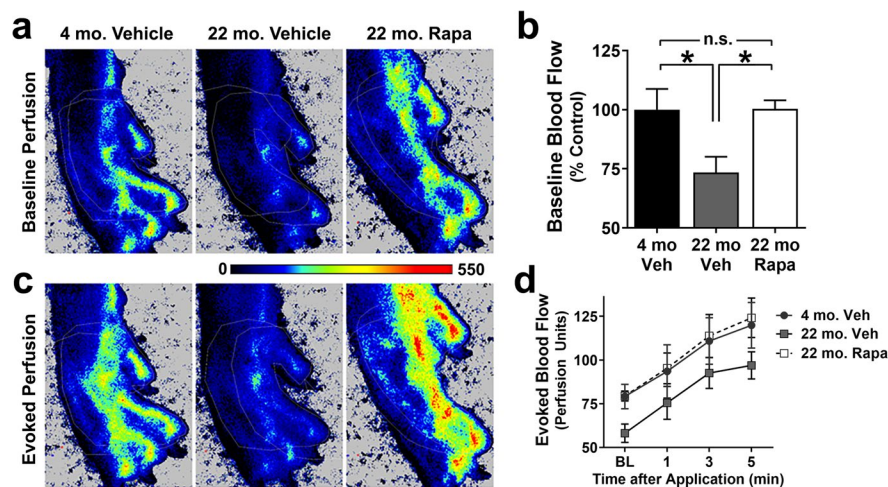 a
4 mo. Vehicle
22 mo. Vehicle
22 mo. Rapa
Baseline Perfusion
b
Baseline Blood Flow
(% Control)
125
100
75
50
n.s.
*
*
4 mo
Veh
22 mo
Veh
22 mo
Rapa
0
550
c
Evoked Perfusion
d
Evoked Blood Flow
(Perfusion Units)
125
100
75
50
BL
1
3
5
Time after Application (min)
4 mo. Veh
22 mo. Veh
22 mo. Rapa